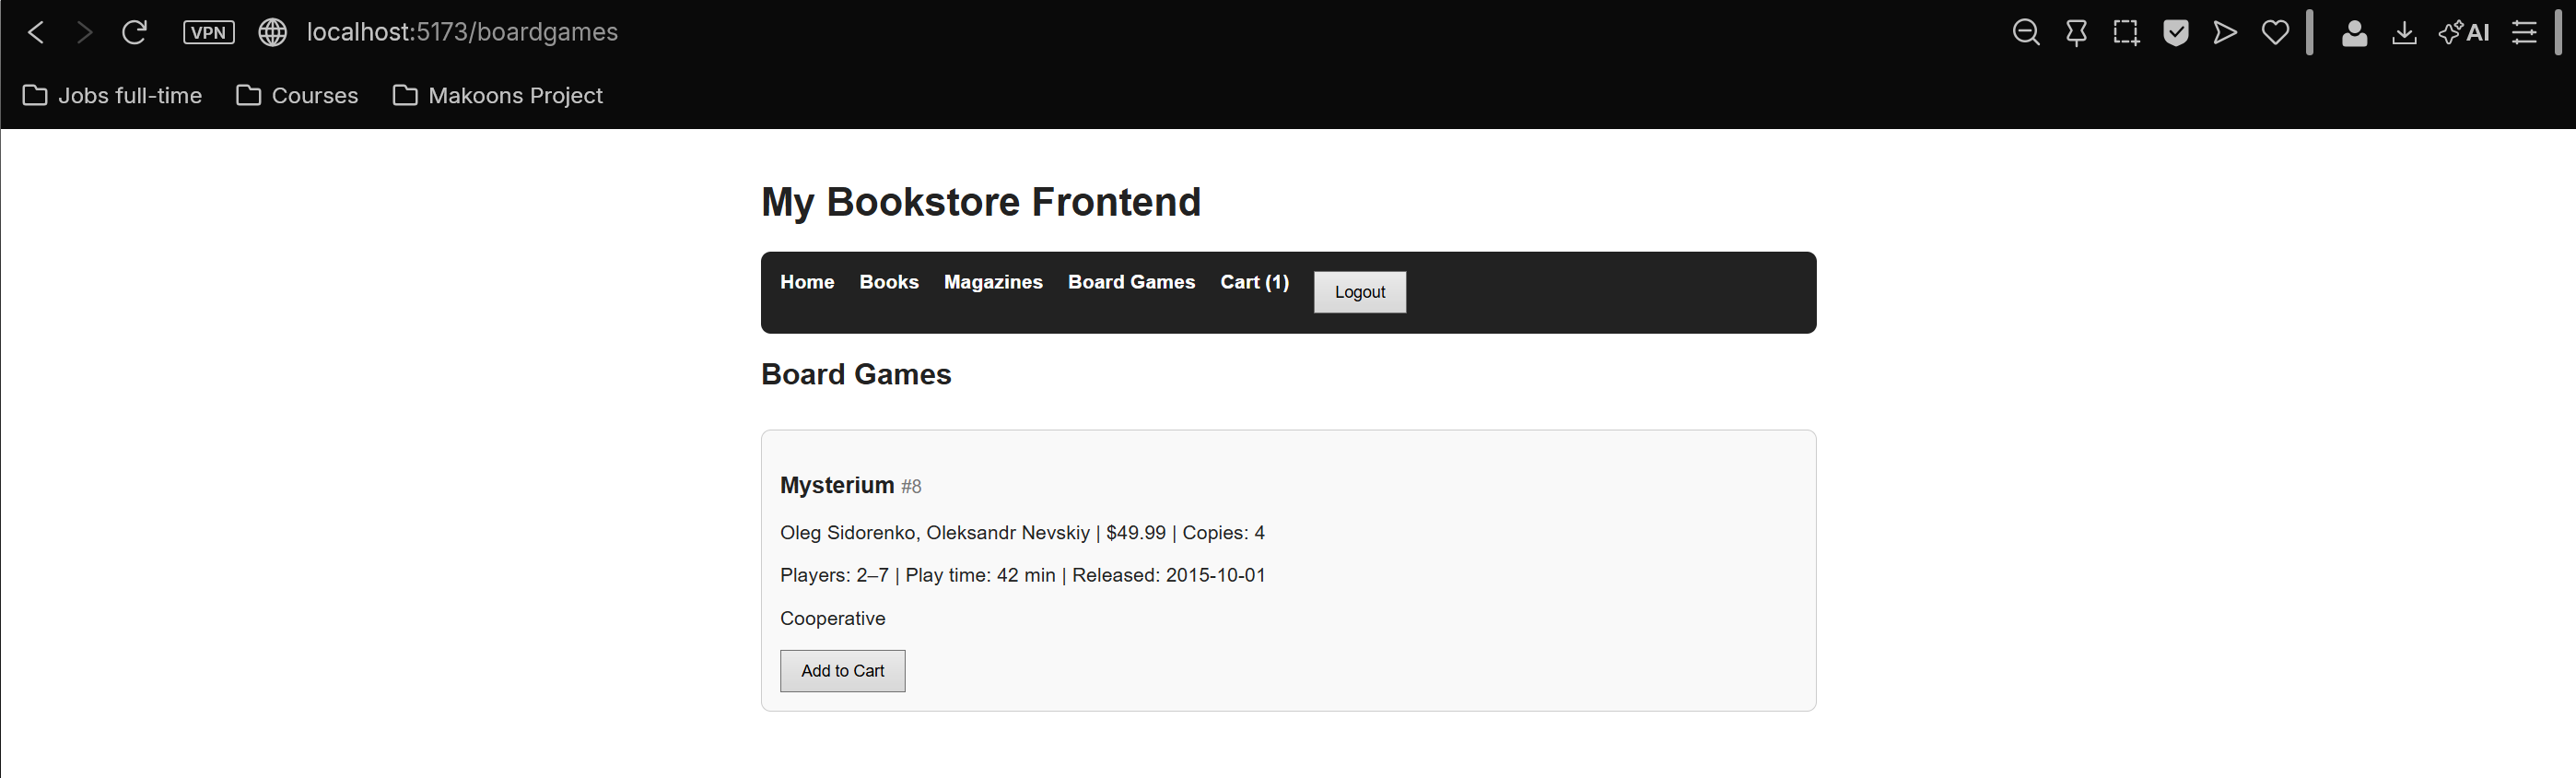 VPN localhost:5173/boardgames AI
Jobs full-time Courses Makoons Project
My Bookstore Frontend
Home Books Magazines Board Games Cart (1) Logout
Board Games
Mysterium #8
Oleg Sidorenko, Oleksandr Nevskiy | $49.99 | Copies: 4
Players: 2–7 | Play time: 42 min | Released: 2015-10-01
Cooperative
Add to Cart